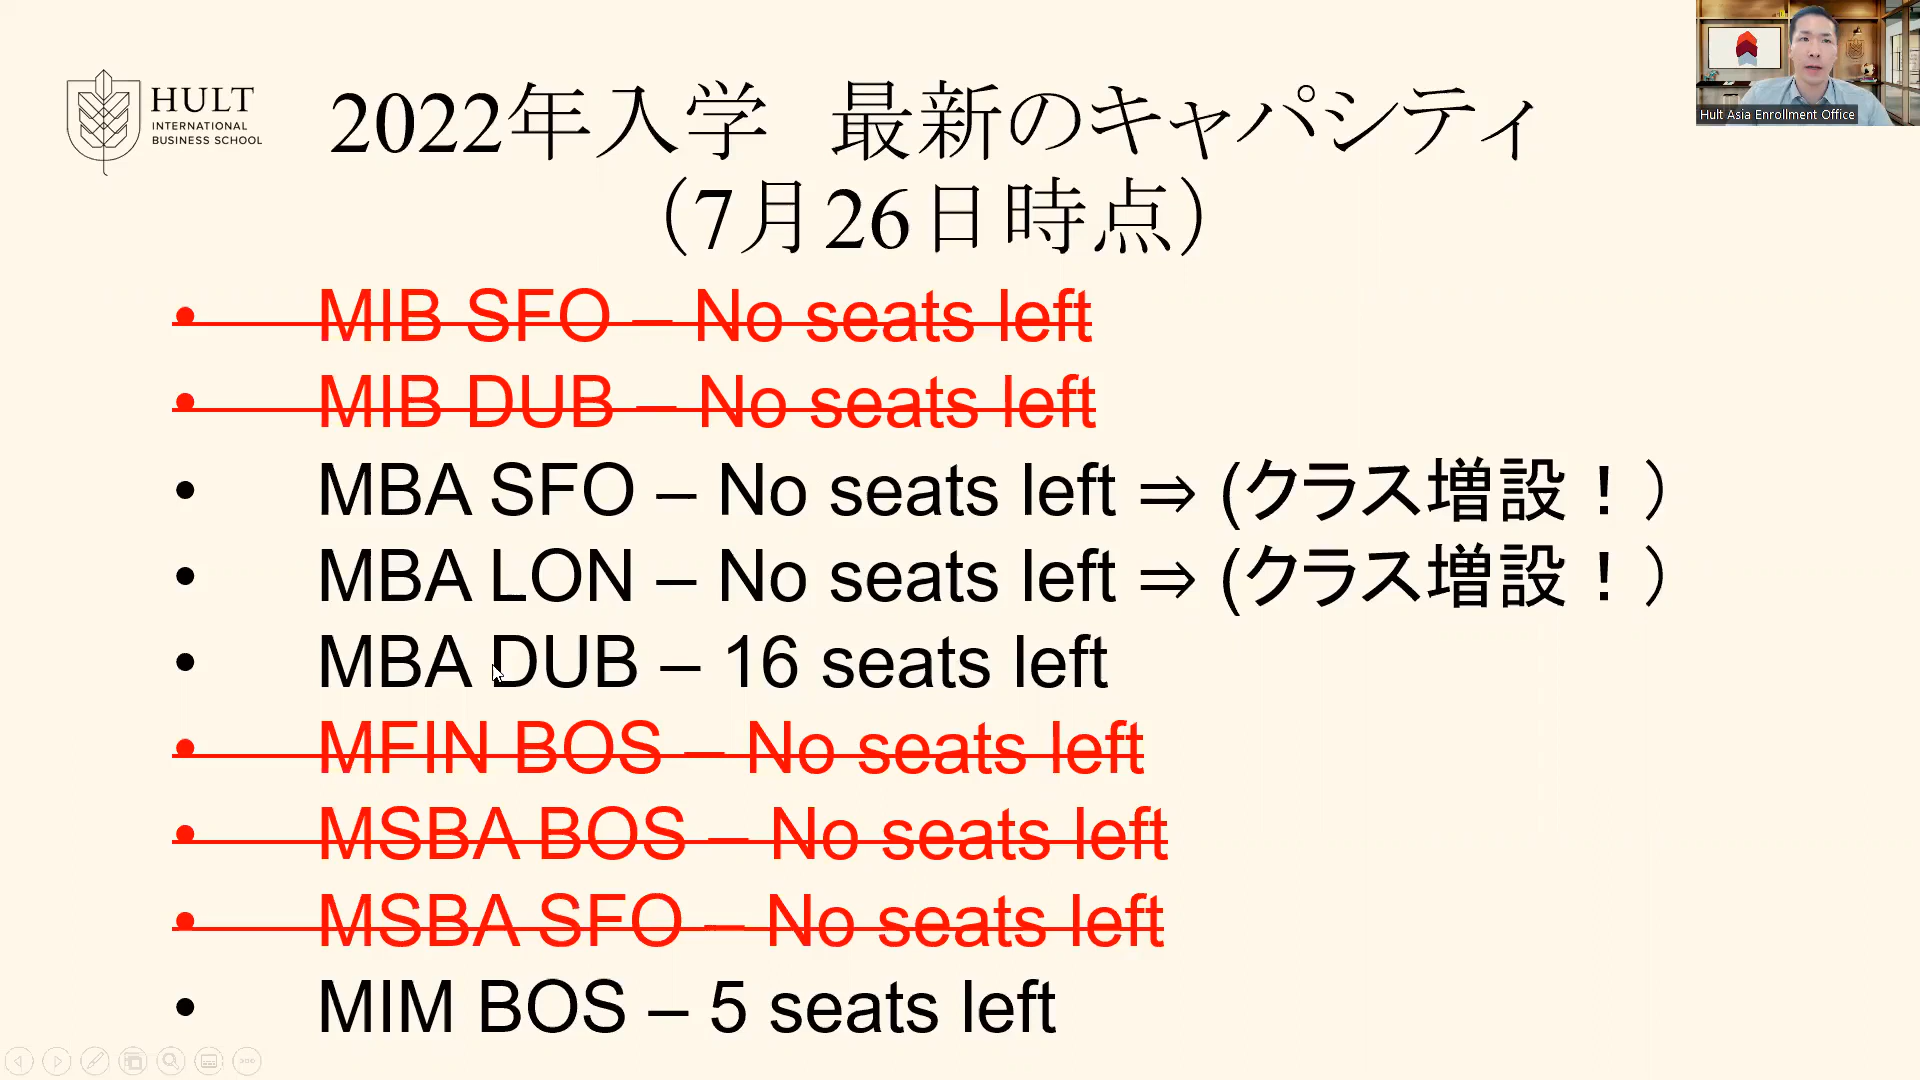 HULT
INTERNATIONAL
BUSINESS SCHOOL
2022年入学 最新のキャパシティ
（7月26日時点）
• MIB SFO – No seats left
• MIB DUB – No seats left
• MBA SFO – No seats left ⇒ (クラス増設！）
• MBA LON – No seats left ⇒ (クラス増設！）
• MBA DUB – 16 seats left
• MFIN BOS – No seats left
• MSBA BOS – No seats left
• MSBA SFO – No seats left
• MIM BOS – 5 seats left
Hult Asia Enrollment Office